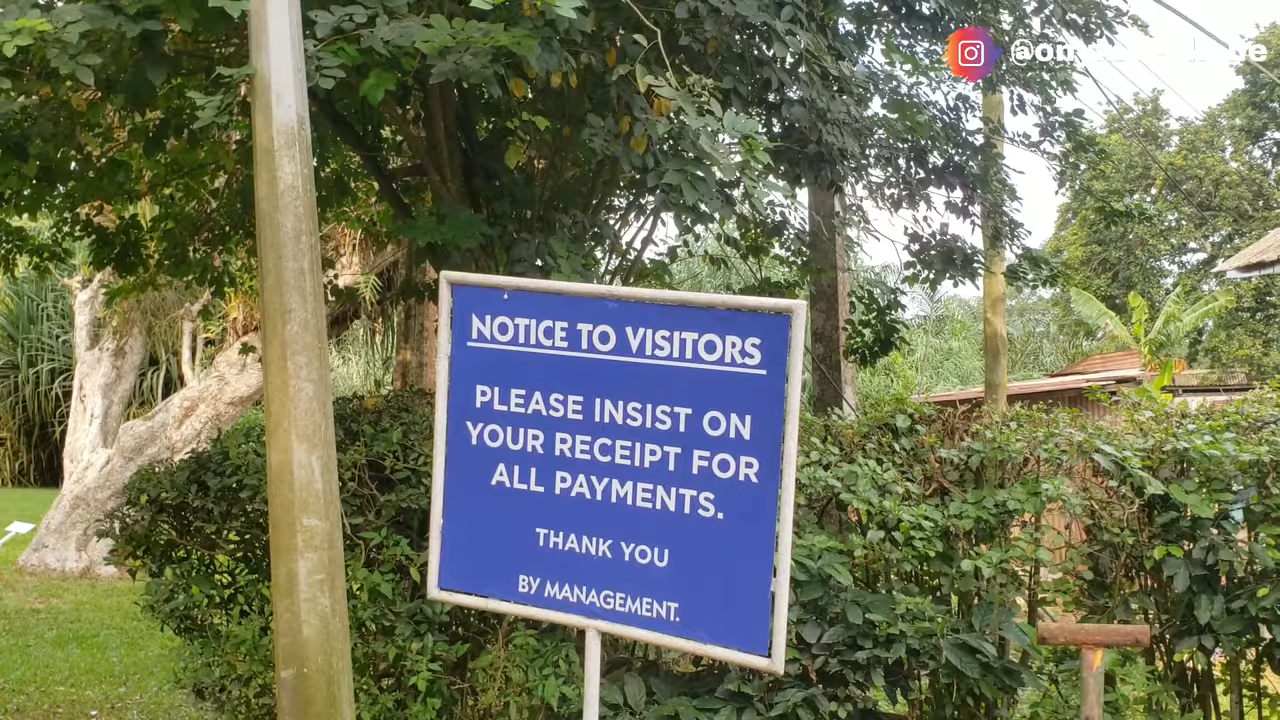 NOTICE TO VISITORS
PLEASE INSIST ON
YOUR RECEIPT FOR
ALL PAYMENTS.
THANK YOU
BY MANAGEMENT.